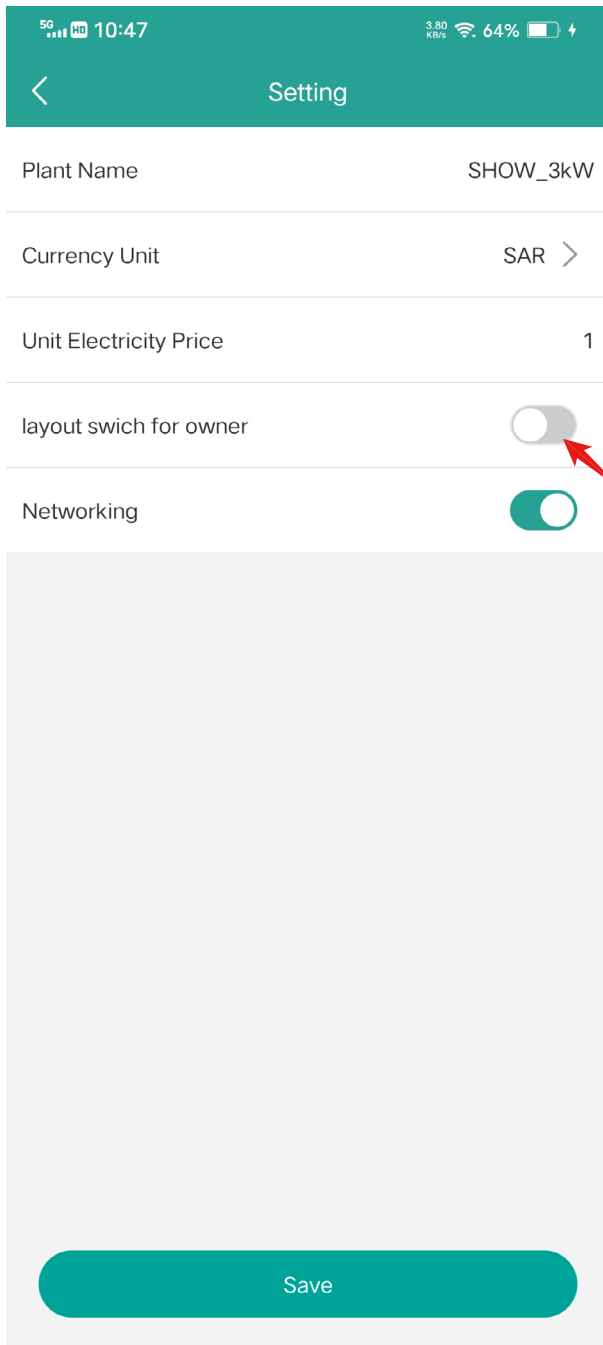 5G HD 10:47 3.80 KB/s 64%
Setting
Plant Name SHOW_3kW
Currency Unit SAR
Unit Electricity Price 1
layout swich for owner
Networking
Save